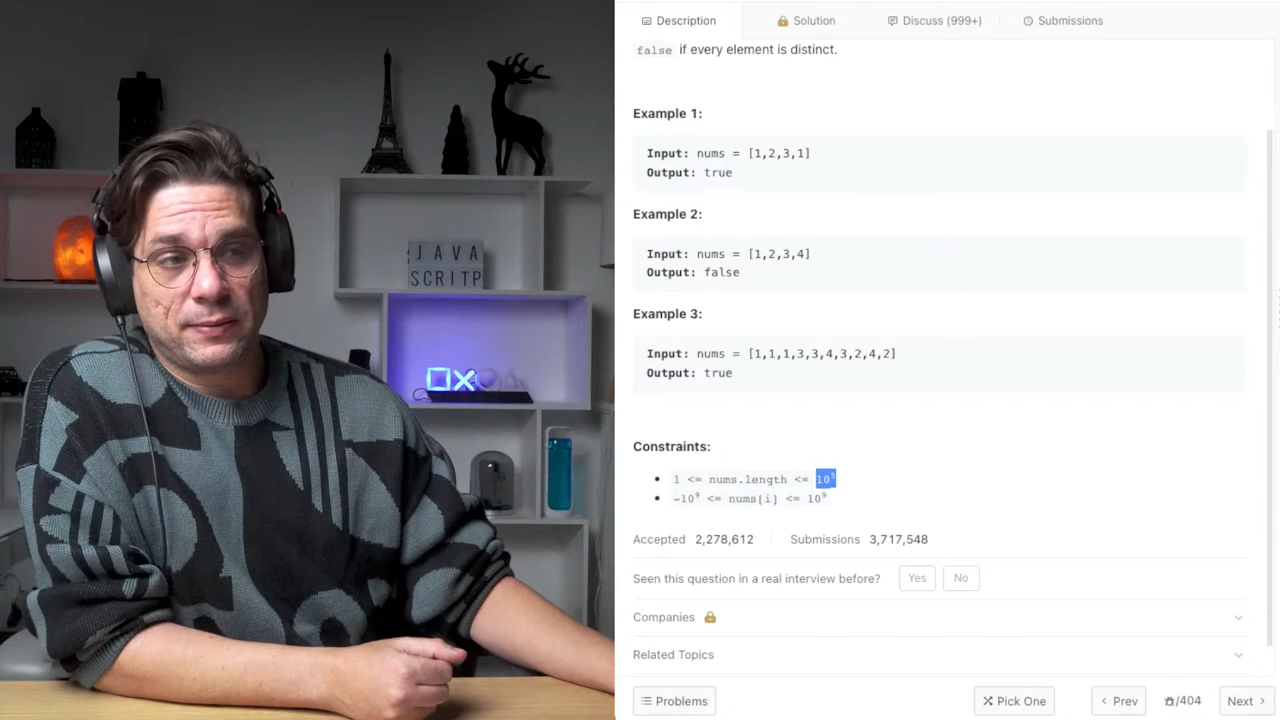 JAVA
SCRITP
Description
Solution
Discuss (999+)
Submissions
false if every element is distinct.
Example 1:
Input: nums = [1,2,3,1]
Output: true
Example 2:
Input: nums = [1,2,3,4]
Output: false
Example 3:
Input: nums = [1,1,1,3,3,4,3,2,4,2]
Output: true
Constraints:
• 1 <= nums.length <= 10⁵
• -10⁹ <= nums[i] <= 10⁹
Accepted 2,278,612 Submissions 3,717,548
Seen this question in a real interview before? Yes No
Companies
Related Topics
Problems
Pick One
< Prev
/404
Next >